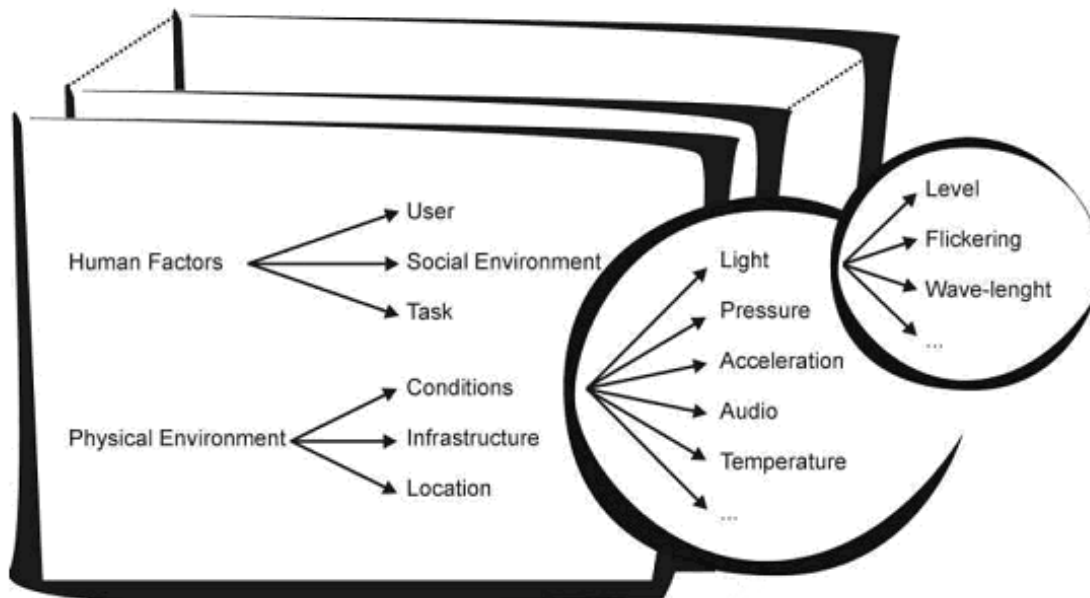 Human Factors
User
Social Environment
Task
Physical Environment
Conditions
Infrastructure
Location
Light
Pressure
Acceleration
Audio
Temperature
...
Level
Flickering
Wave-lenght
...